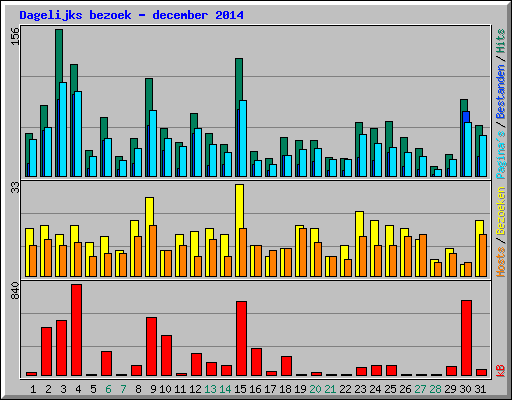 Dagelijks bezoek - december 2014
156
33
840
Hosts / Bezoeken Pagina's / Bestanden / Hits
kB
1 2 3 4 5 6 7 8 9 10 11 12 13 14 15 16 17 18 19 20 21 22 23 24 25 26 27 28 29 30 31